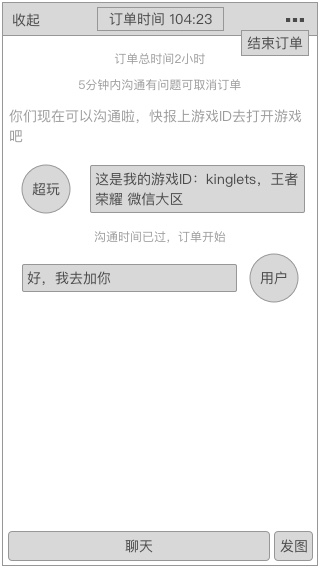 收起
订单时间 104:23
结束订单
订单总时间2小时
5分钟内沟通有问题可取消订单
你们现在可以沟通啦，快报上游戏ID去打开游戏
吧
超玩
这是我的游戏ID：kinglets，王者
荣耀 微信大区
沟通时间已过，订单开始
好，我去加你
用户
聊天
发图